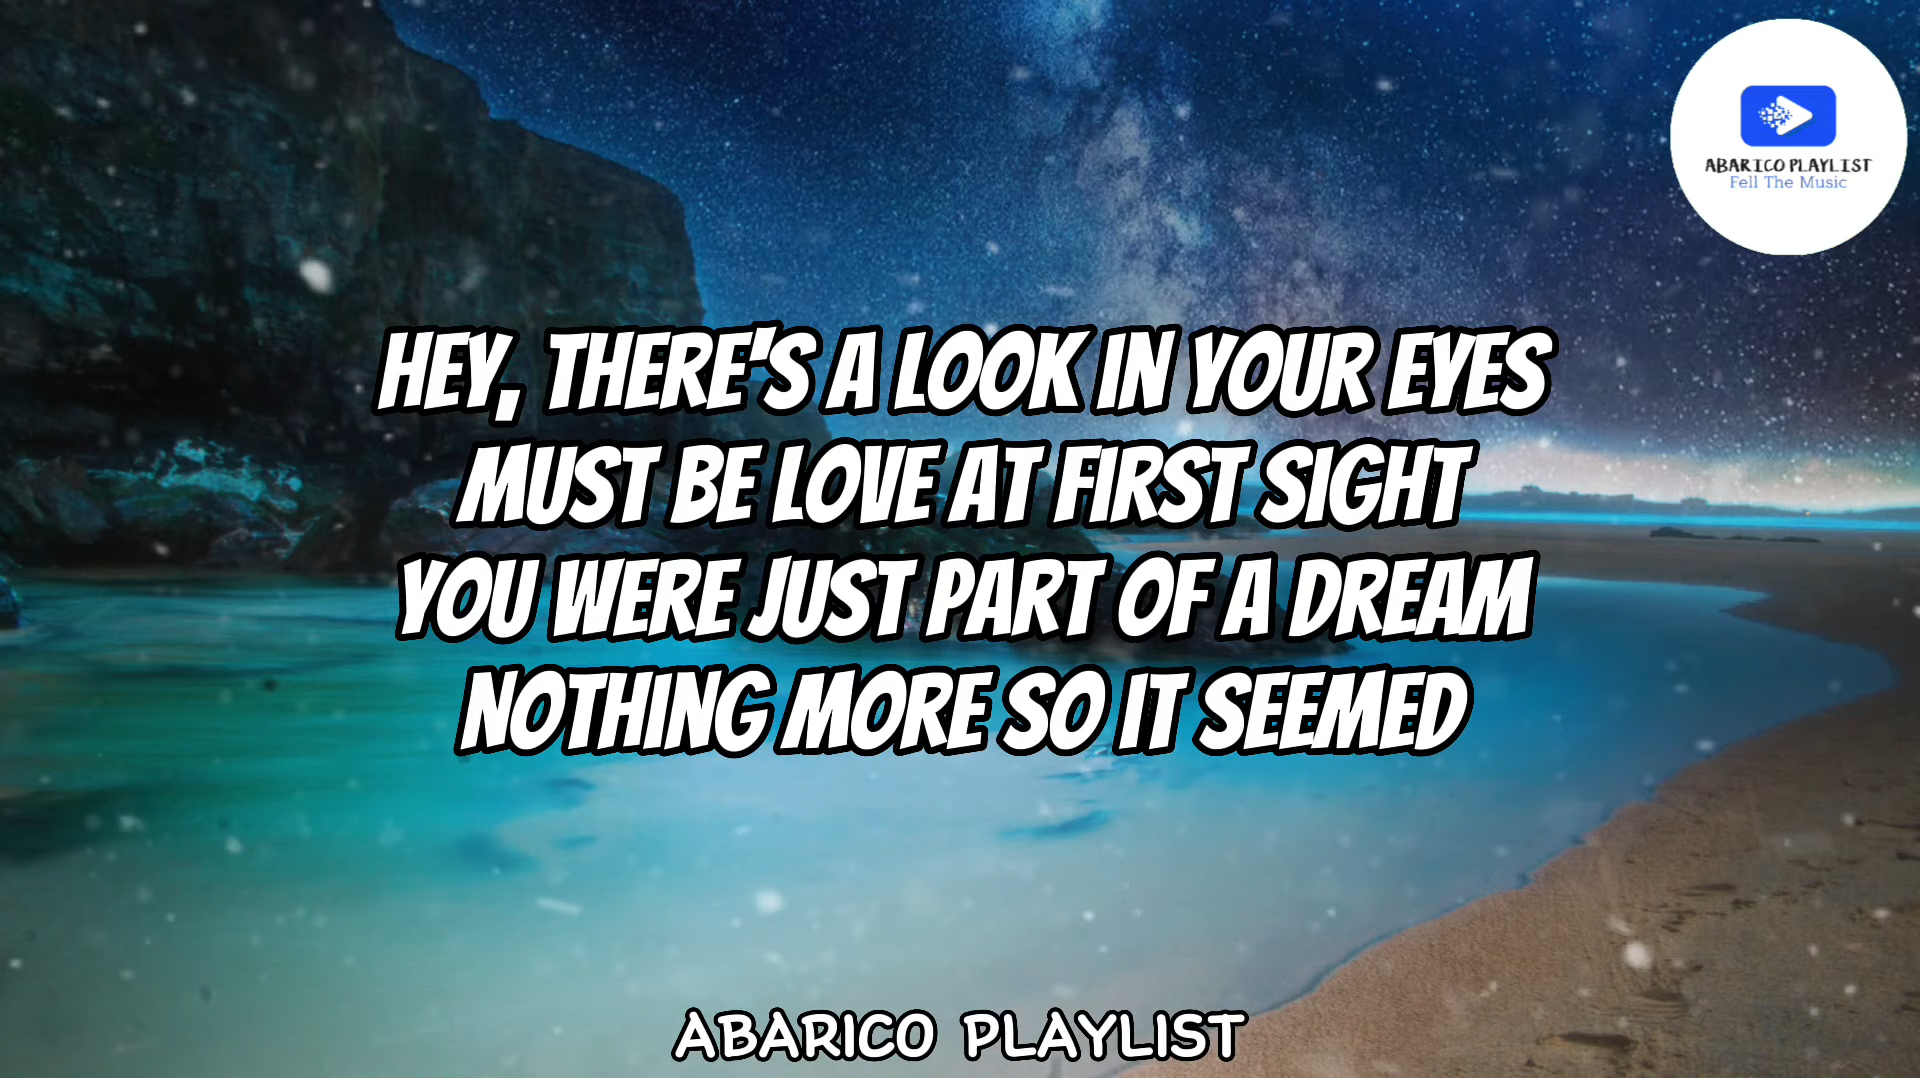 ABARICO PLAYLIST
Fell The Music
HEY, THERE'S A LOOK IN YOUR EYES
MUST BE LOVE AT FIRST SIGHT
YOU WERE JUST PART OF A DREAM
NOTHING MORE SO IT SEEMED
ABARICO PLAYLIST